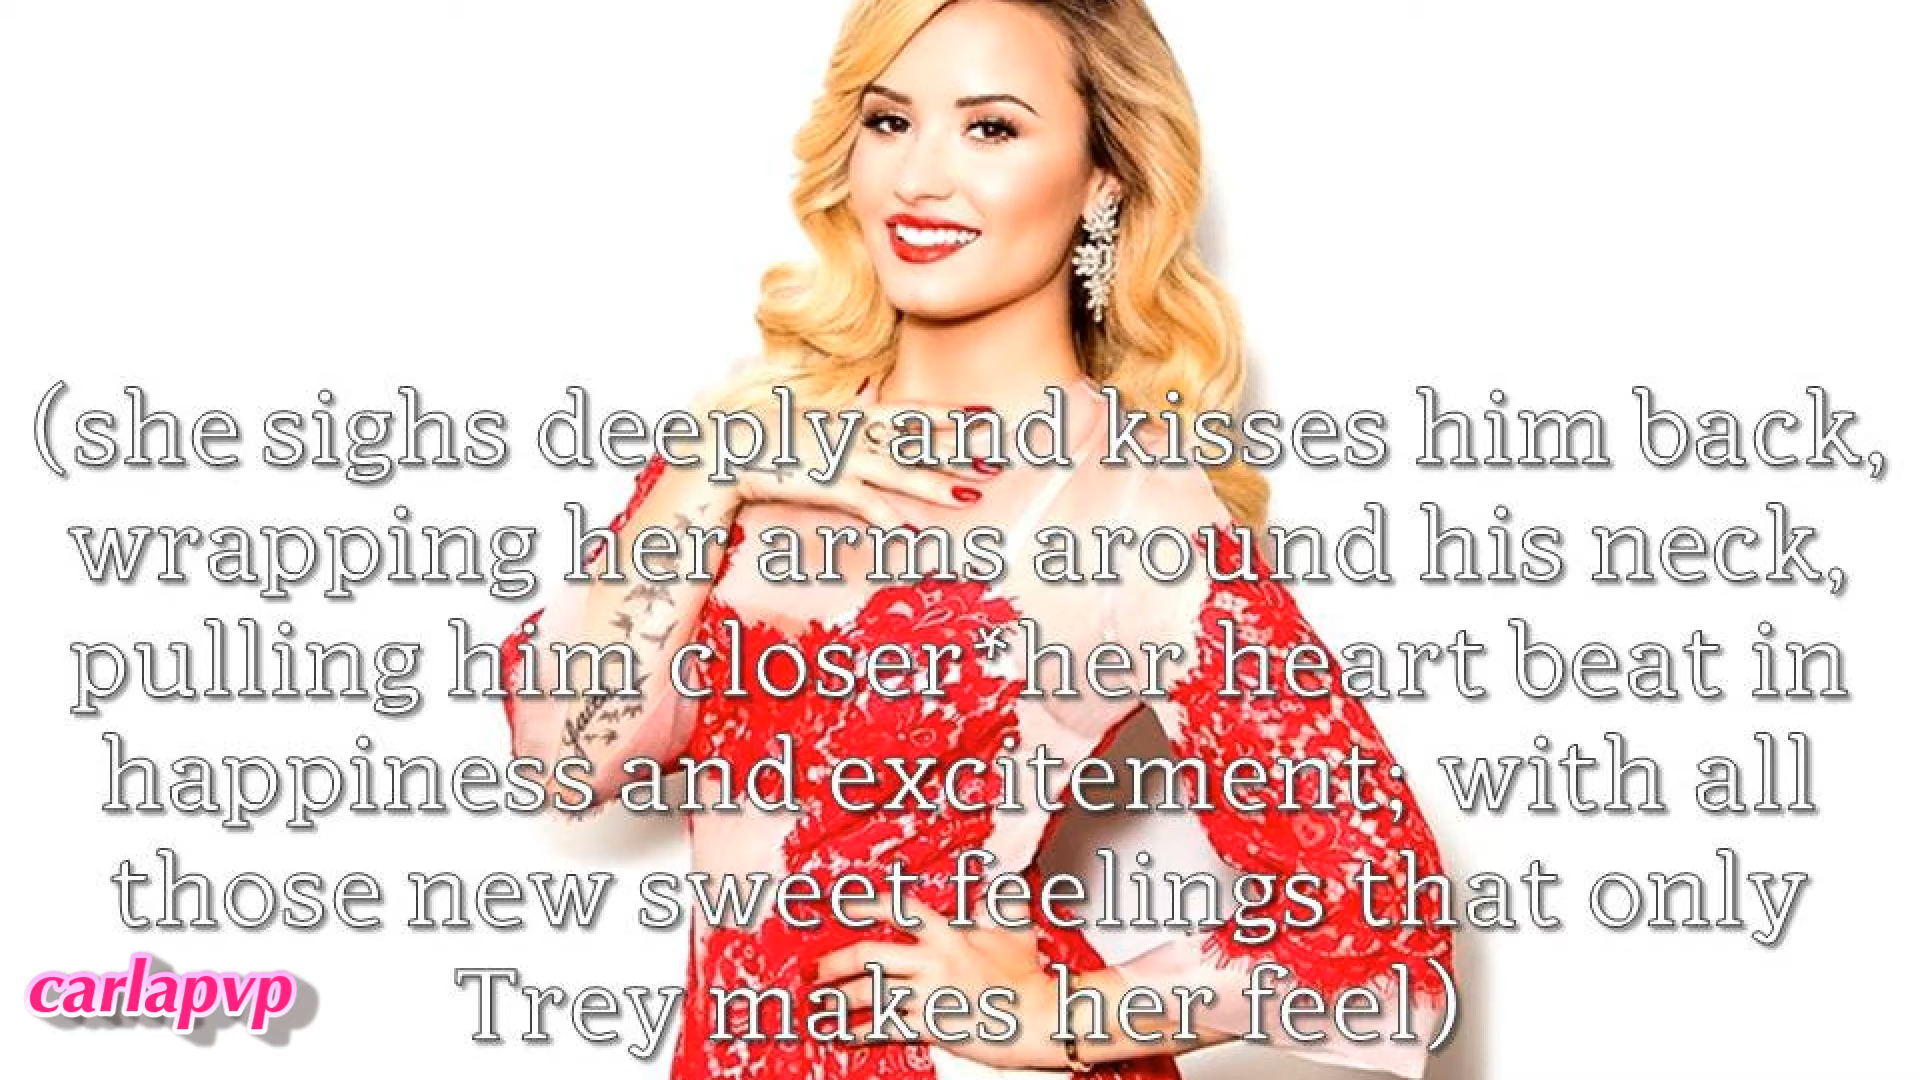 (she sighs deeply and kisses him back,
wrapping her arms around his neck,
pulling him closer*her heart beat in
happiness and excitement; with all
those new sweet feelings that only
Trey makes her feel)
carlapvp